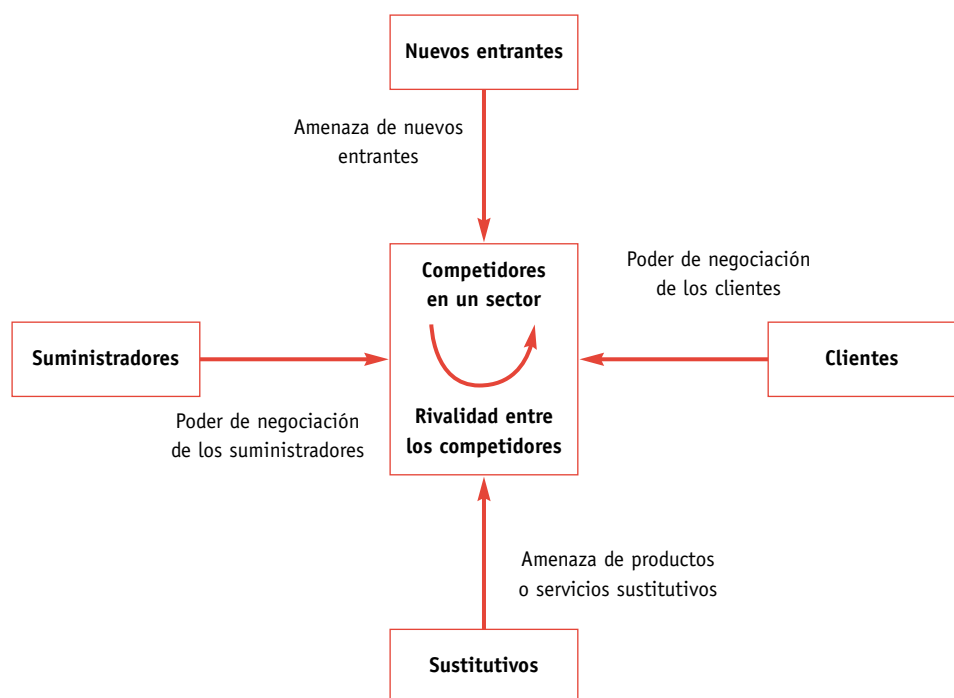 Nuevos entrantes
Amenaza de nuevos
entrantes
Competidores
en un sector
Poder de negociación
de los clientes
Suministradores
Clientes
Poder de negociación
de los suministradores
Rivalidad entre
los competidores
Amenaza de productos
o servicios sustitutivos
Sustitutivos